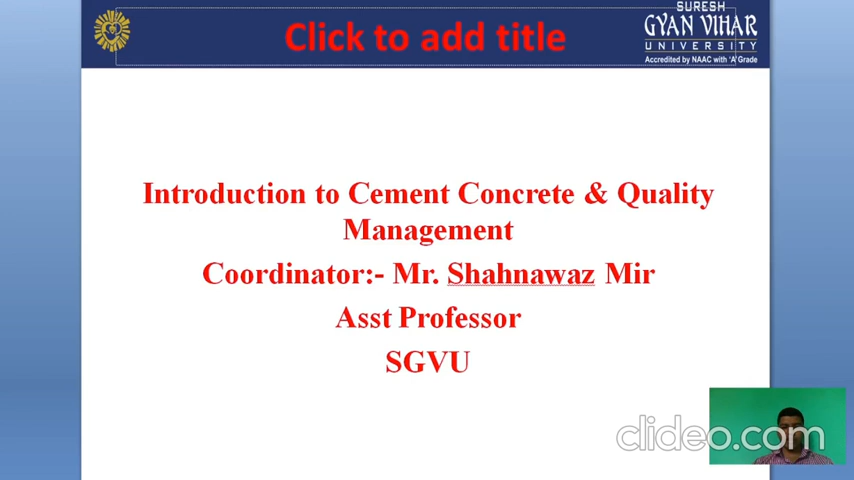 SURESH
GYAN VIHAR
UNIVERSITY
Accredited by NAAC with 'A' Grade
Click to add title
Introduction to Cement Concrete & Quality
Management
Coordinator:- Mr. Shahnawaz Mir
Asst Professor
SGVU
clideo.com